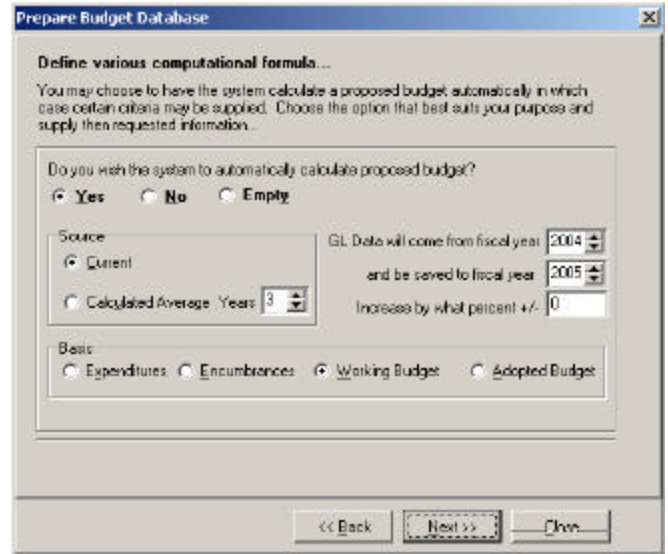 Prepare Budget Database
Define various computational formula...
You may choose to have the system calculate a proposed budget automatically in which
case certain criteria may be supplied. Choose the option that best suits your purpose and
supply then requested information...
Do you wish the system to automatically calculate proposed budget?
Yes No Empty
Source
GL Data will come from fiscal year 2004
Current
and be saved to fiscal year 2005
Calculated Average Years 3
Increase by what percent +/- 0
Basis
Expenditures Encumbrances Working Budget Adopted Budget
<< Back Next >> Close